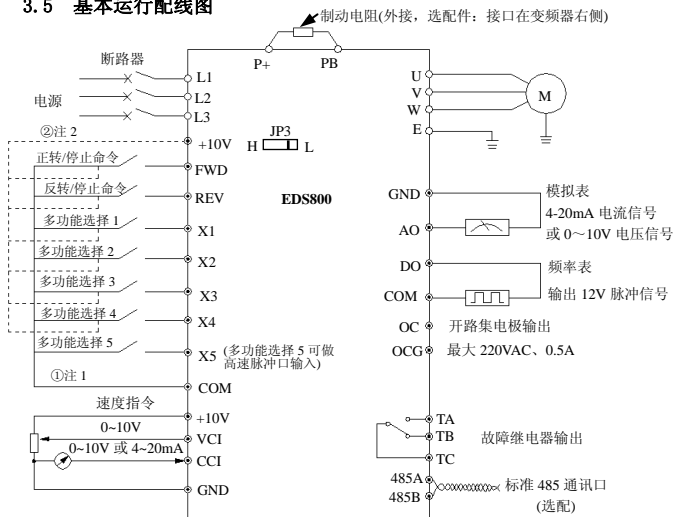 3.5 基本运行配线图
制动电阻(外接，选配件：接口在变频器右侧)
P+ PB
断路器
电源
L1
L2
L3
②注 2
+10V
JP3
H L
正转/停止命令
FWD
反转/停止命令
REV
EDS800
多功能选择 1
X1
多功能选择 2
X2
多功能选择 3
X3
多功能选择 4
X4
多功能选择 5
X5 (多功能选择 5 可做
高速脉冲口输入)
①注 1
COM
速度指令
+10V
0~10V
VCI
0~10V 或 4~20mA
CCI
GND
U
V
W
M
E
GND
模拟表
4-20mA 电流信号
AO
或 0～10V 电压信号
DO
频率表
COM
输出 12V 脉冲信号
OC 开路集电极输出
OCG 最大 220VAC、0.5A
TA
TB
故障继电器输出
TC
485A
标准 485 通讯口
485B
(选配)